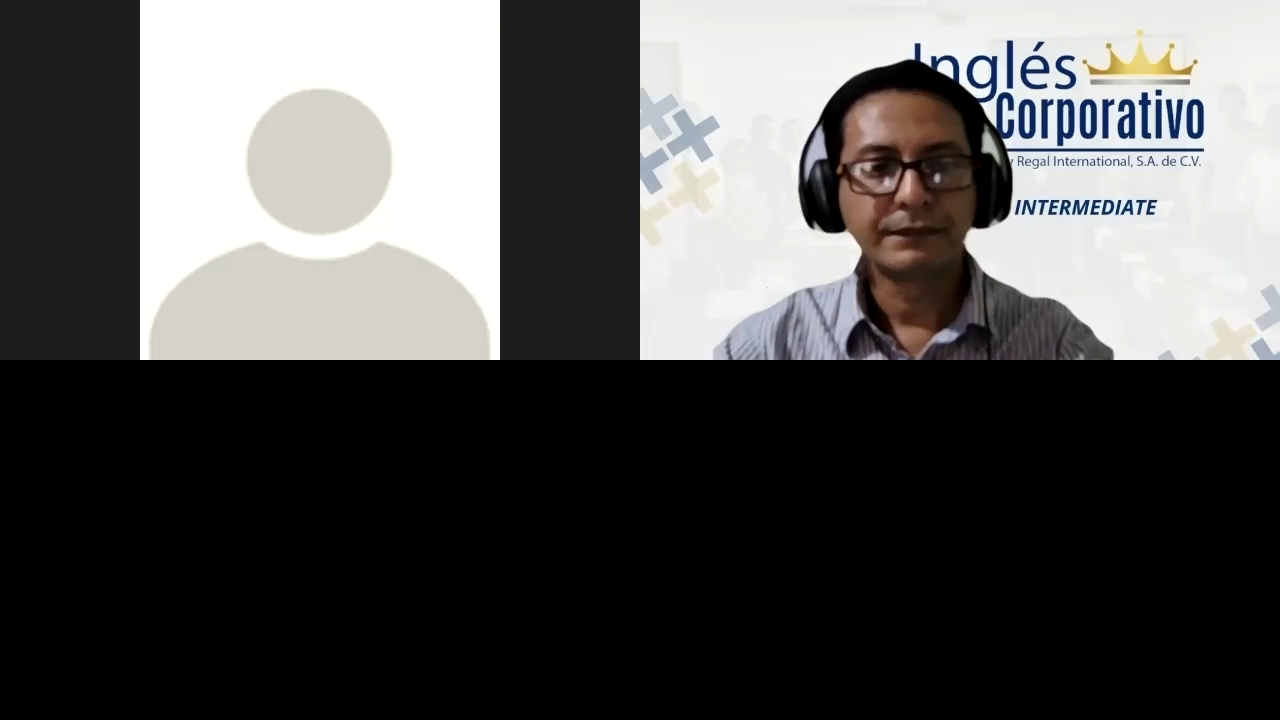 Inglés
Corporativo
y Regal International, S.A. de C.V.
INTERMEDIATE